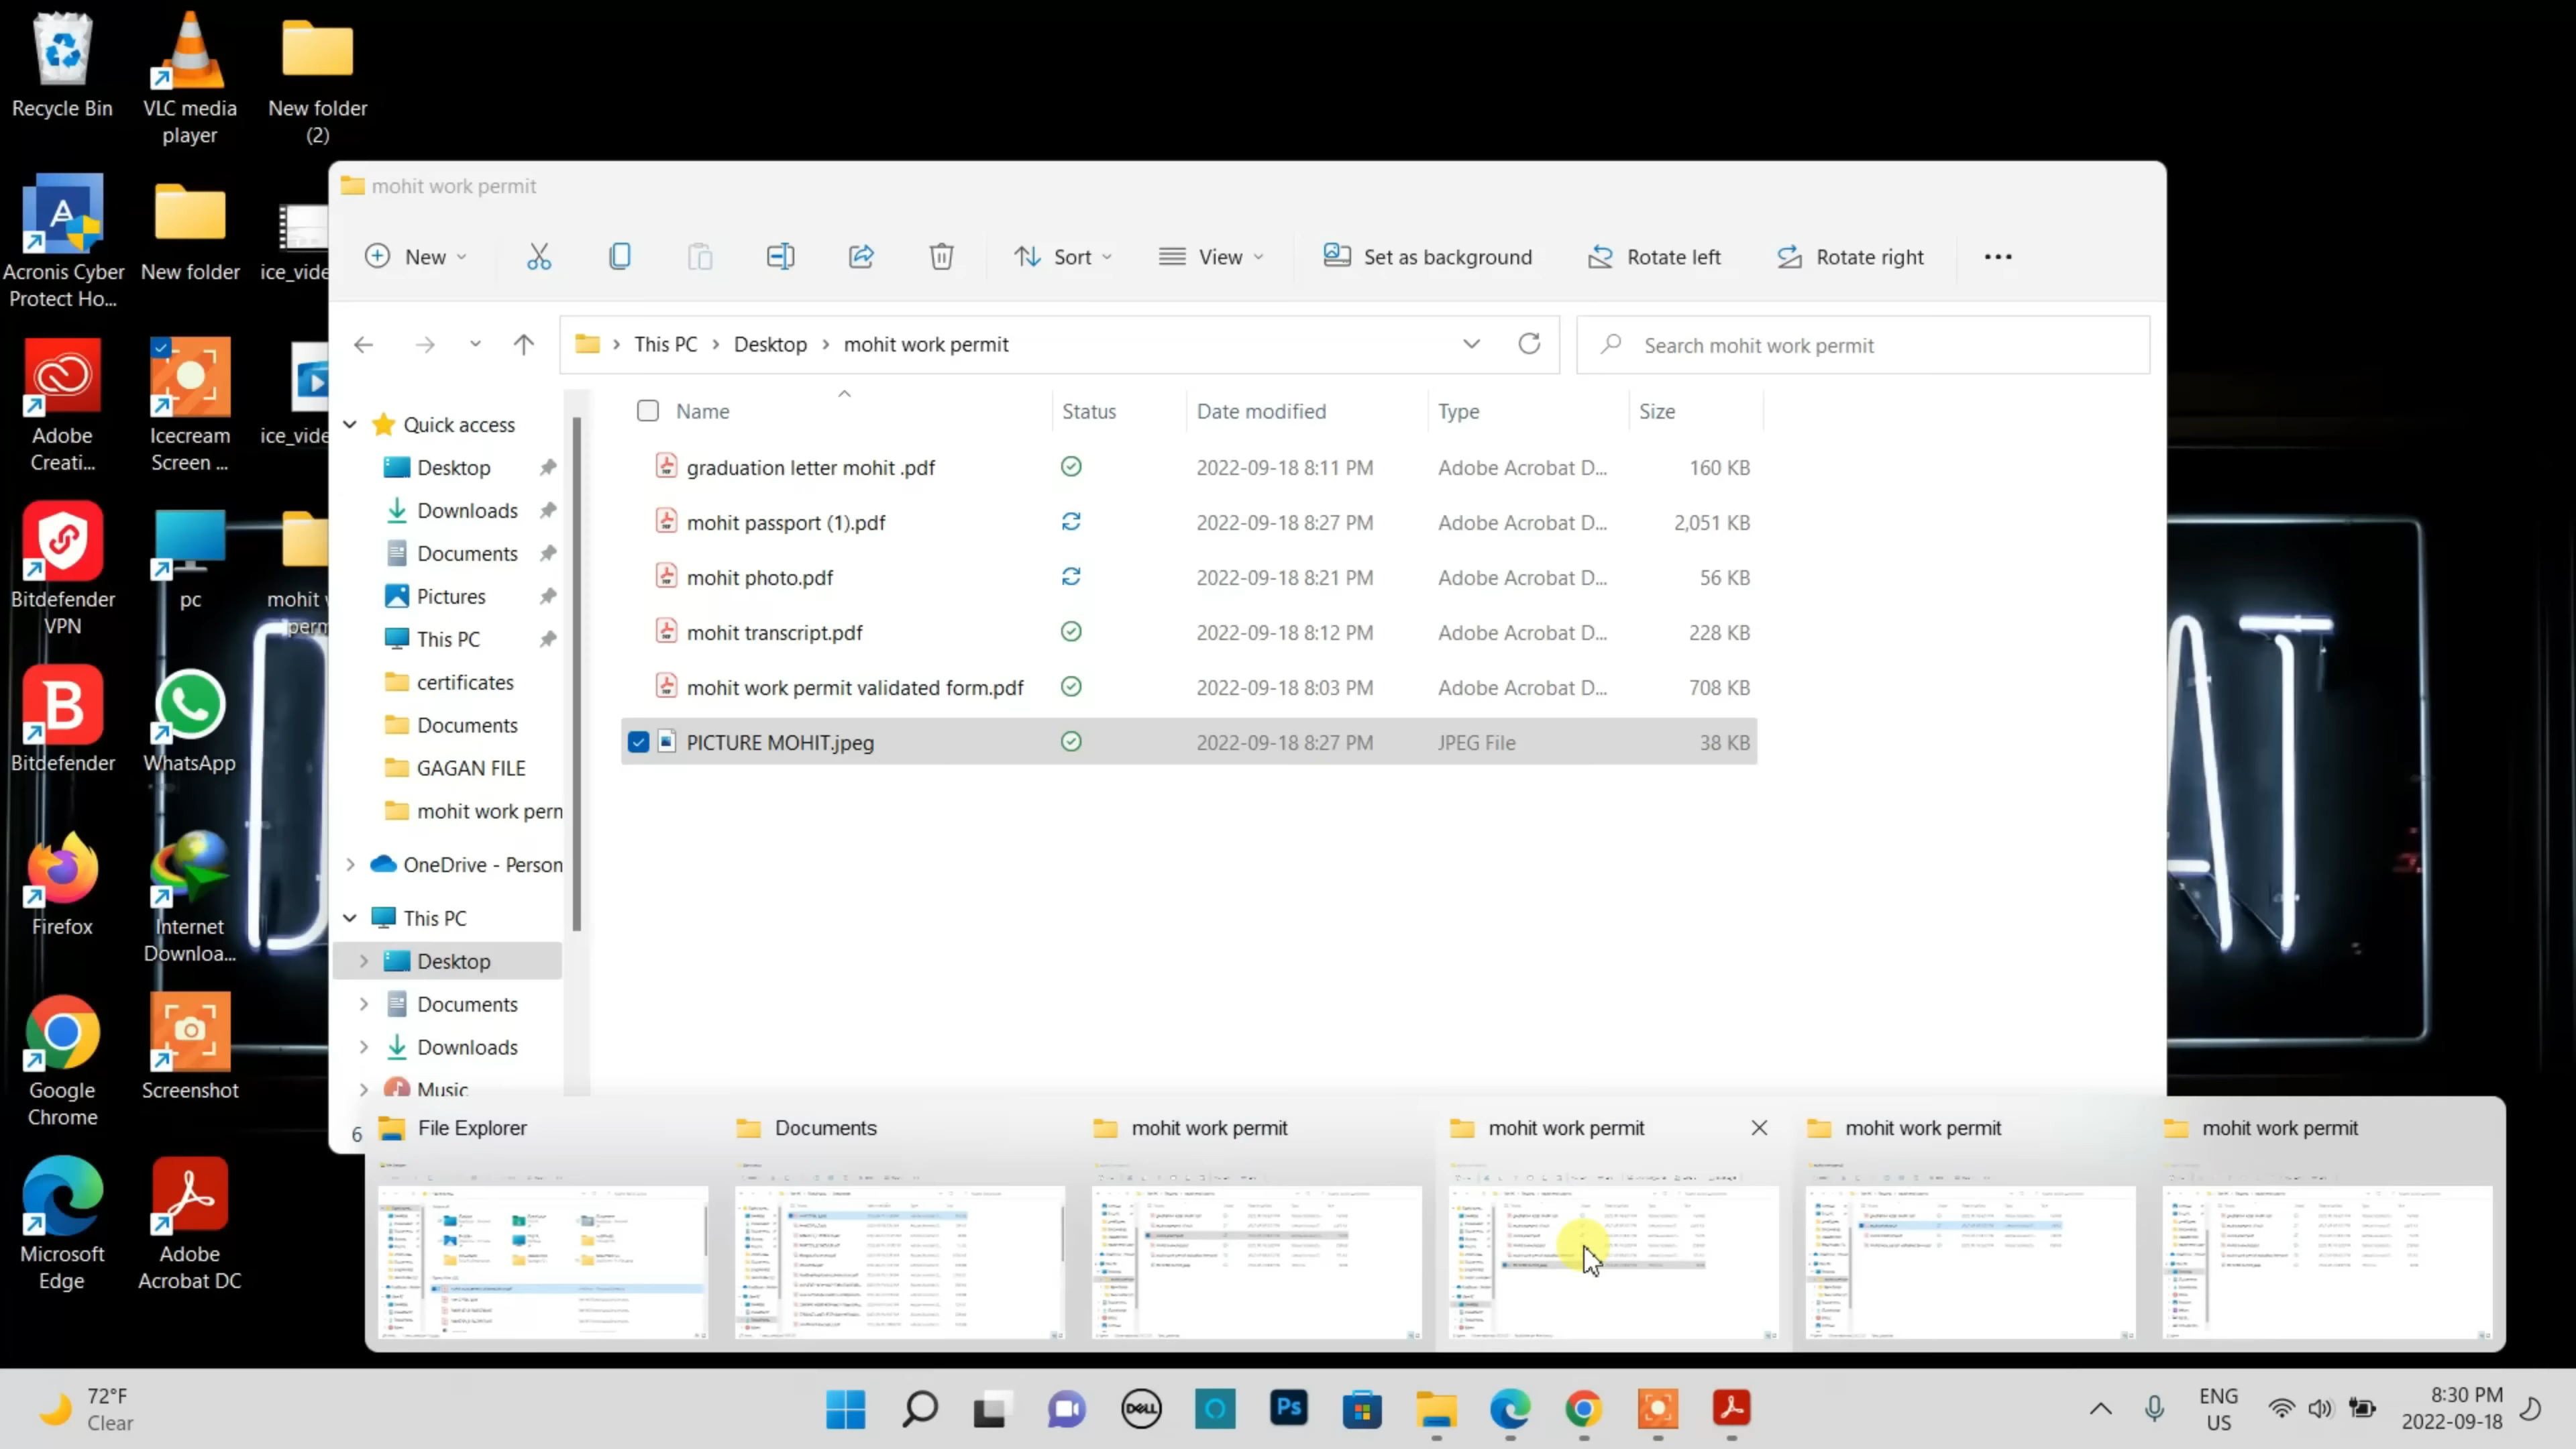 Recycle Bin
VLC media
player
New folder
(2)
Acronis Cyber
Protect Ho...
New folder
ice_vide
Adobe
Creati...
Icecream
Screen ...
ice_vide
Bitdefender
VPN
pc
mohit
perm
Bitdefender
WhatsApp
Firefox
Internet
Downloa...
Google
Chrome
Screenshot
Microsoft
Edge
Adobe
Acrobat DC
mohit work permit
New
Sort
View
Set as background
Rotate left
Rotate right
This PC
Desktop
mohit work permit
Search mohit work permit
Quick access
Desktop
Downloads
Documents
Pictures
This PC
certificates
Documents
GAGAN FILE
mohit work pern
OneDrive - Person
This PC
Desktop
Documents
Downloads
Music
6
Name Status Date modified Type Size
graduation letter mohit .pdf 2022-09-18 8:11 PM Adobe Acrobat D... 160 KB
mohit passport (1).pdf 2022-09-18 8:27 PM Adobe Acrobat D... 2,051 KB
mohit photo.pdf 2022-09-18 8:21 PM Adobe Acrobat D... 56 KB
mohit transcript.pdf 2022-09-18 8:12 PM Adobe Acrobat D... 228 KB
mohit work permit validated form.pdf 2022-09-18 8:03 PM Adobe Acrobat D... 708 KB
PICTURE MOHIT.jpeg 2022-09-18 8:27 PM JPEG File 38 KB
File Explorer
Documents
mohit work permit
mohit work permit
mohit work permit
mohit work permit
72°F
Clear
DELL
Ps
ENG
US
8:30 PM
2022-09-18